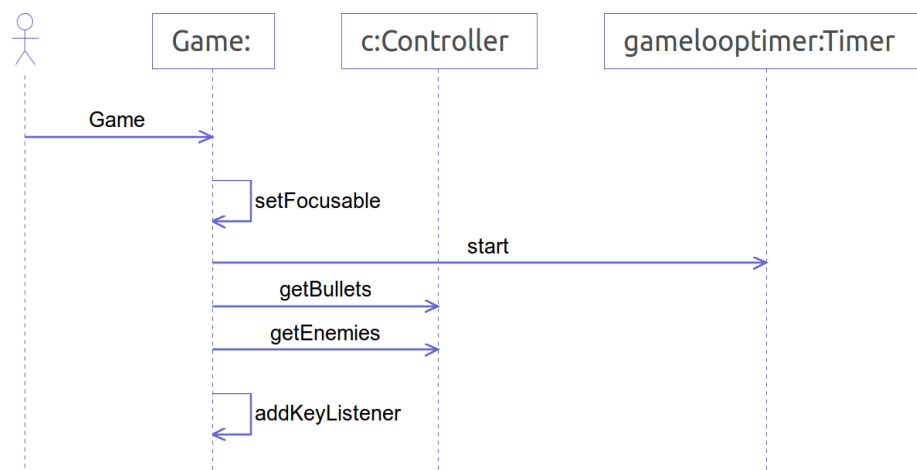 Game:
c:Controller
gamelooptimer:Timer
Game
setFocusable
start
getBullets
getEnemies
addKeyListener